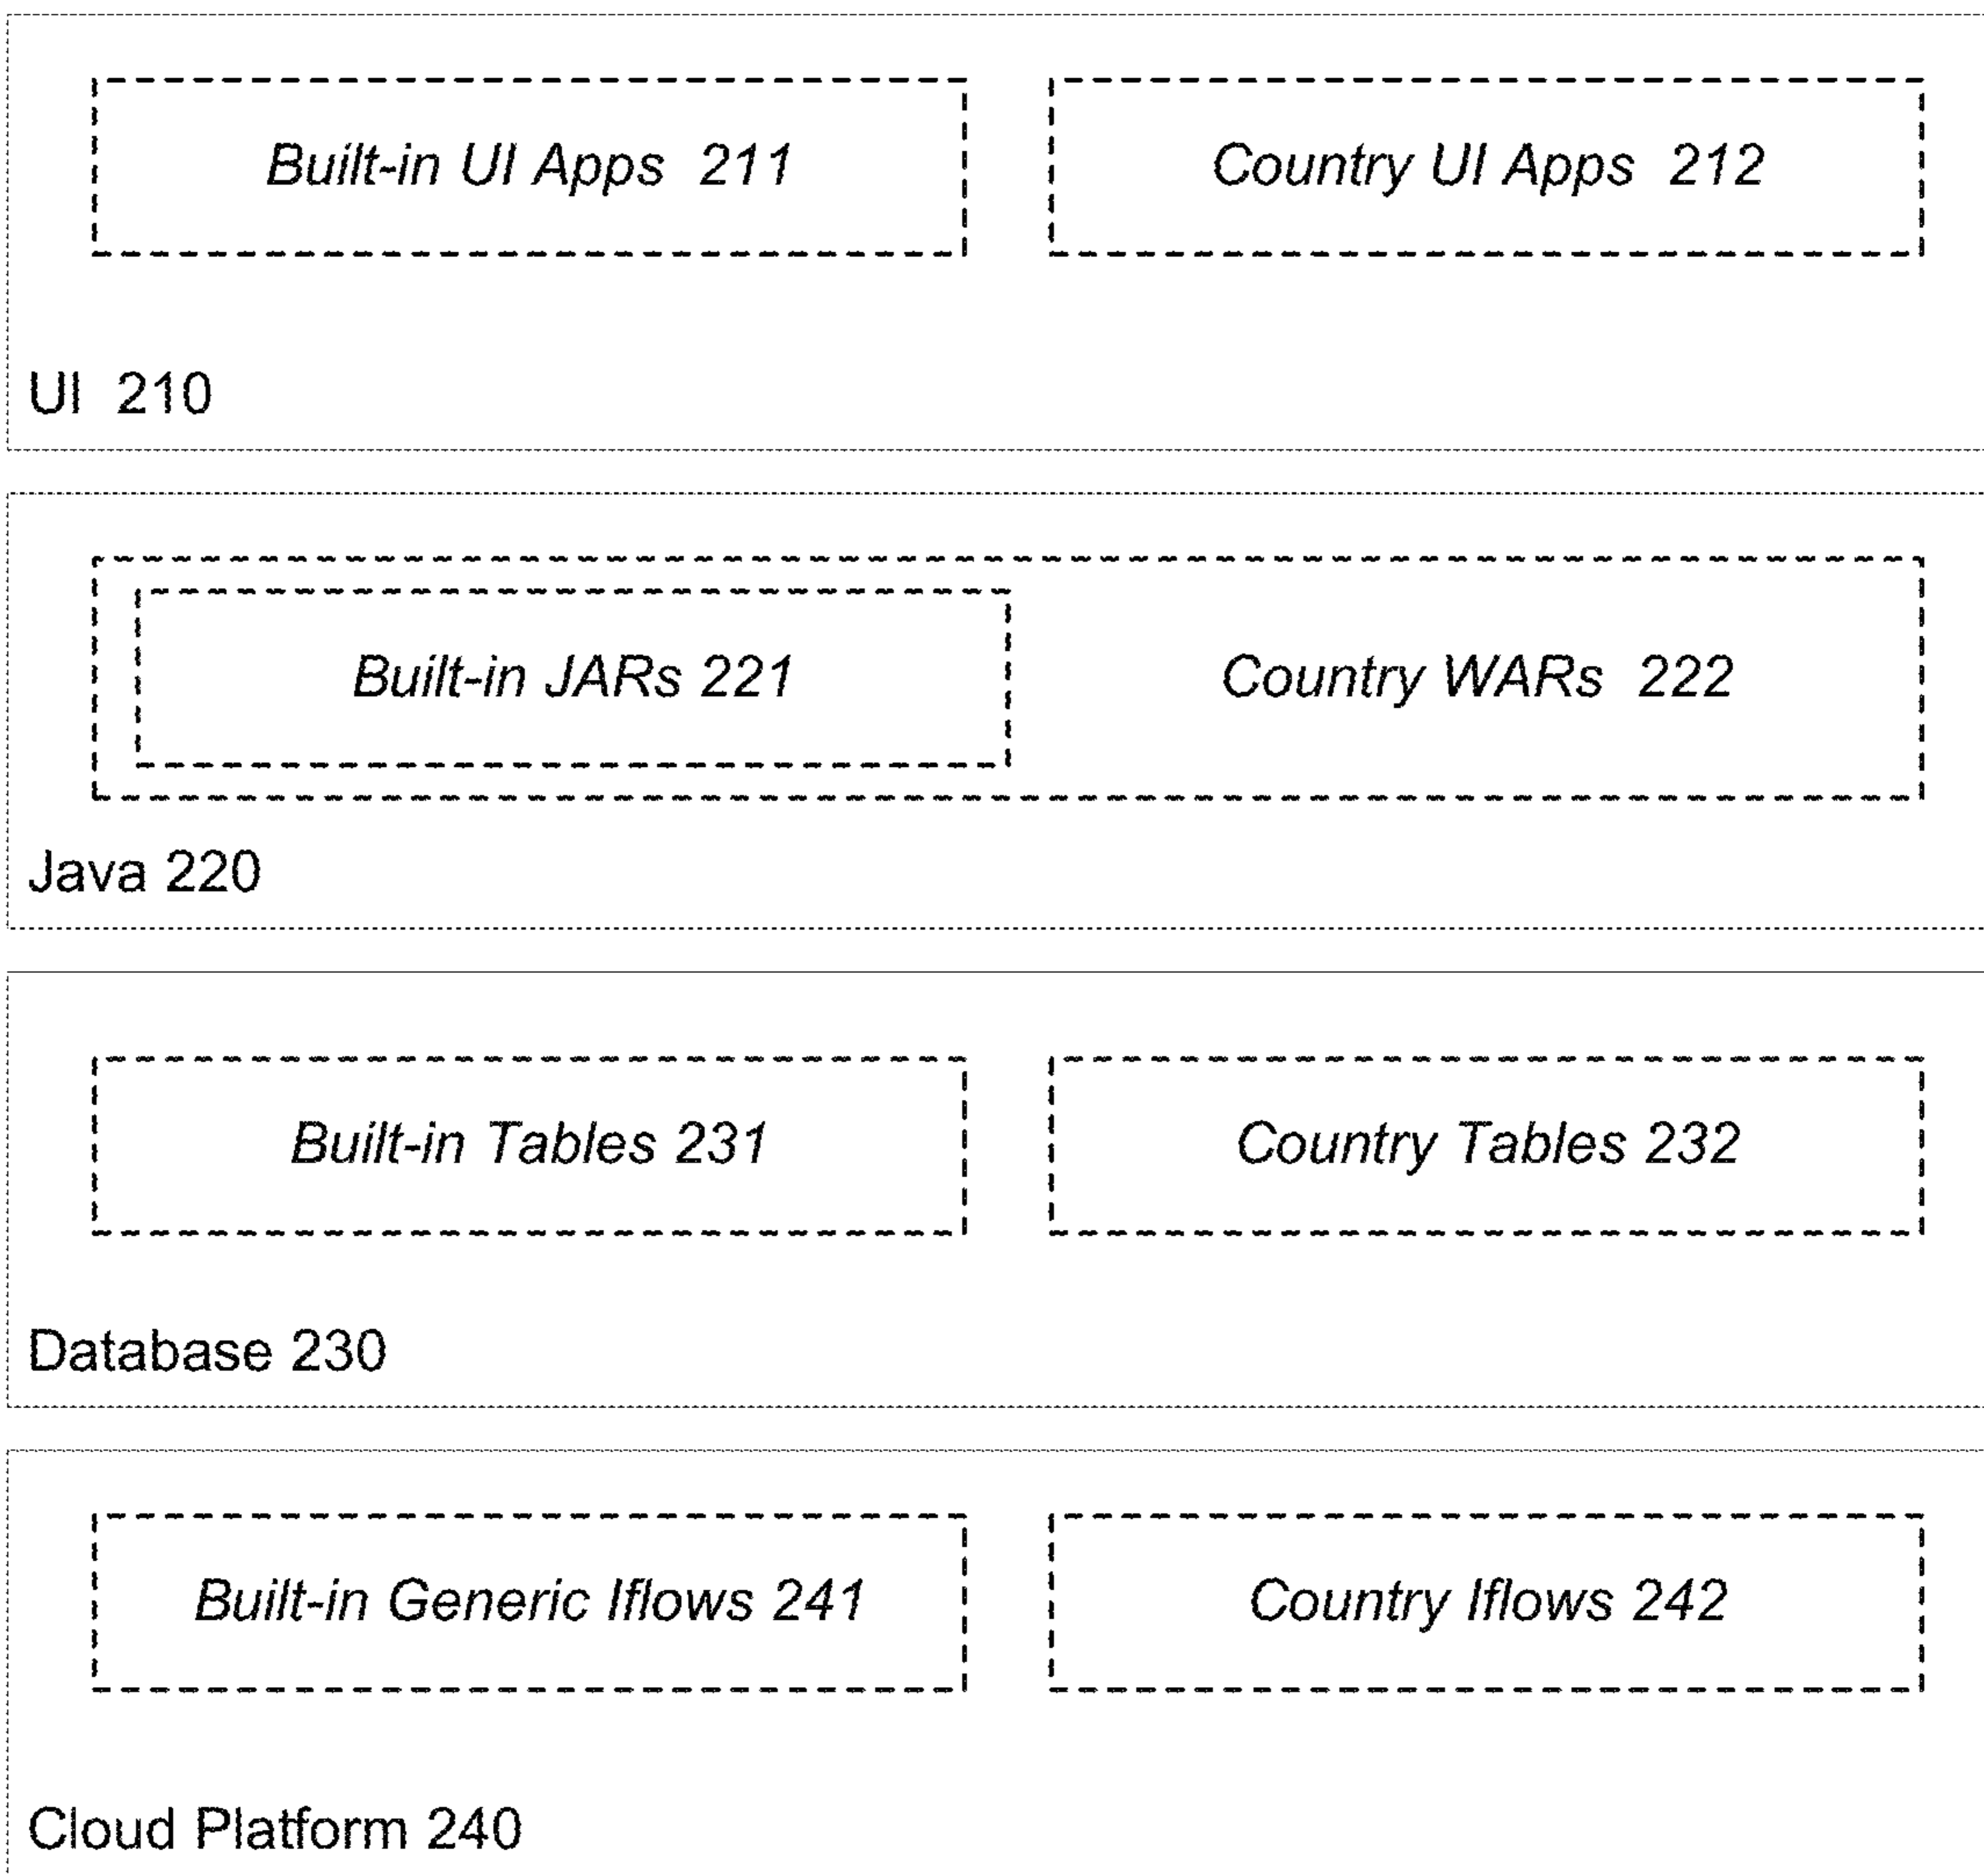 Built-in UI Apps 211
Country UI Apps 212
UI 210
Built-in JARs 221
Country WARs 222
Java 220
Built-in Tables 231
Country Tables 232
Database 230
Built-in Generic Iflows 241
Country Iflows 242
Cloud Platform 240